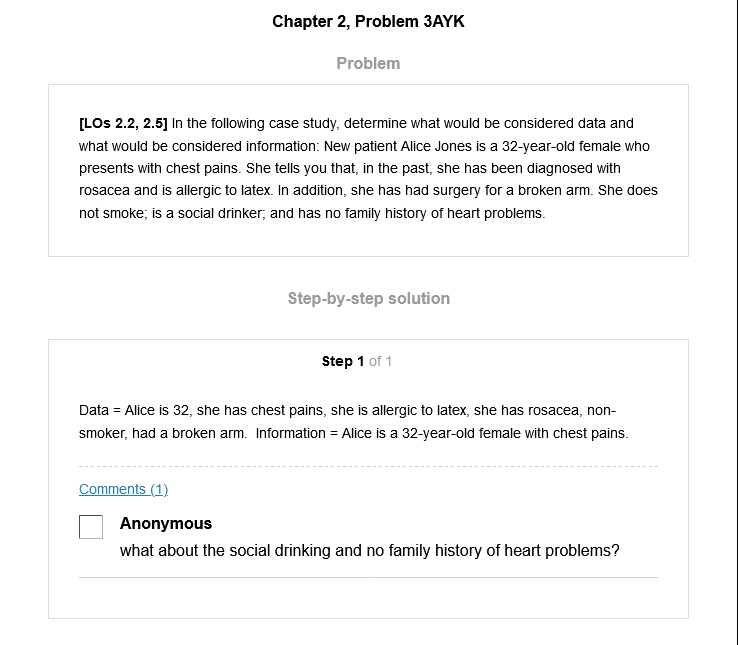 Chapter 2, Problem 3AYK
Problem
[LOs 2.2, 2.5] In the following case study, determine what would be considered data and
what would be considered information: New patient Alice Jones is a 32-year-old female who
presents with chest pains. She tells you that, in the past, she has been diagnosed with
rosacea and is allergic to latex. In addition, she has had surgery for a broken arm. She does
not smoke; is a social drinker; and has no family history of heart problems.
Step-by-step solution
Step 1 of 1
Data = Alice is 32, she has chest pains, she is allergic to latex, she has rosacea, non-
smoker, had a broken arm.  Information = Alice is a 32-year-old female with chest pains.
Comments (1)
Anonymous
what about the social drinking and no family history of heart problems?